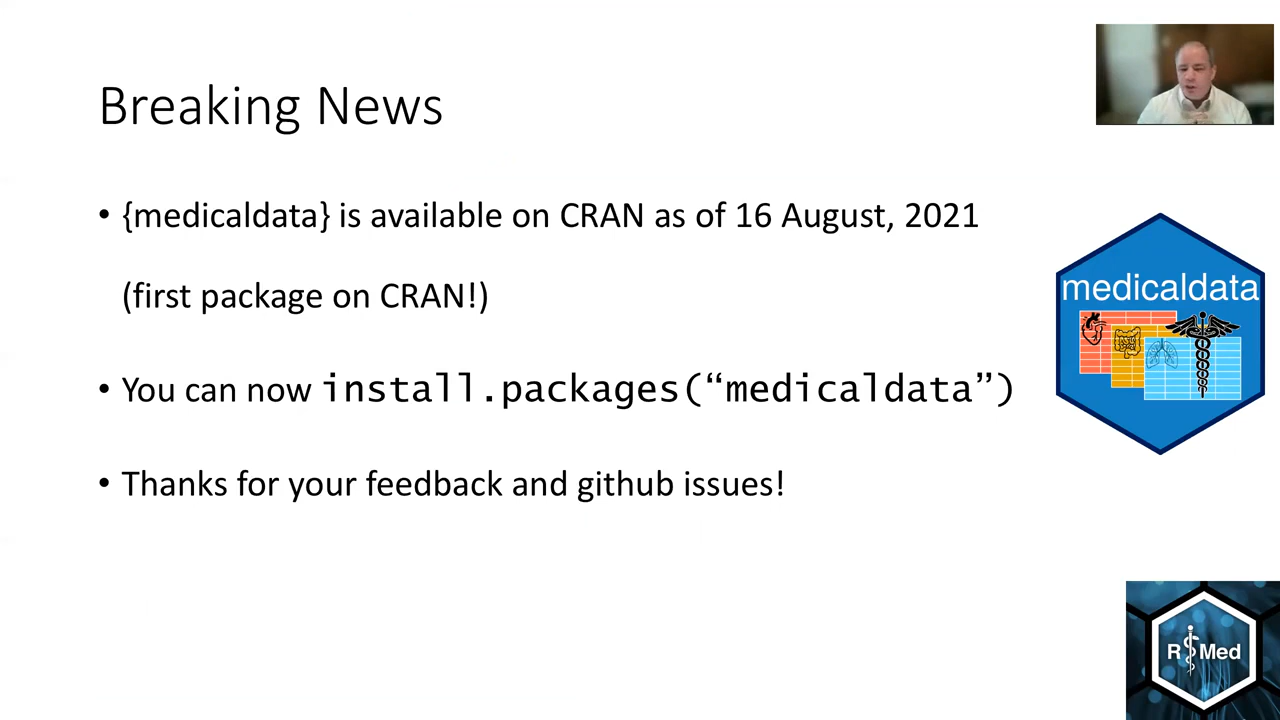 Breaking News
• {medicaldata} is available on CRAN as of 16 August, 2021
(first package on CRAN!)
• You can now install.packages(“medicaldata”)
• Thanks for your feedback and github issues!
medicaldata
R Med